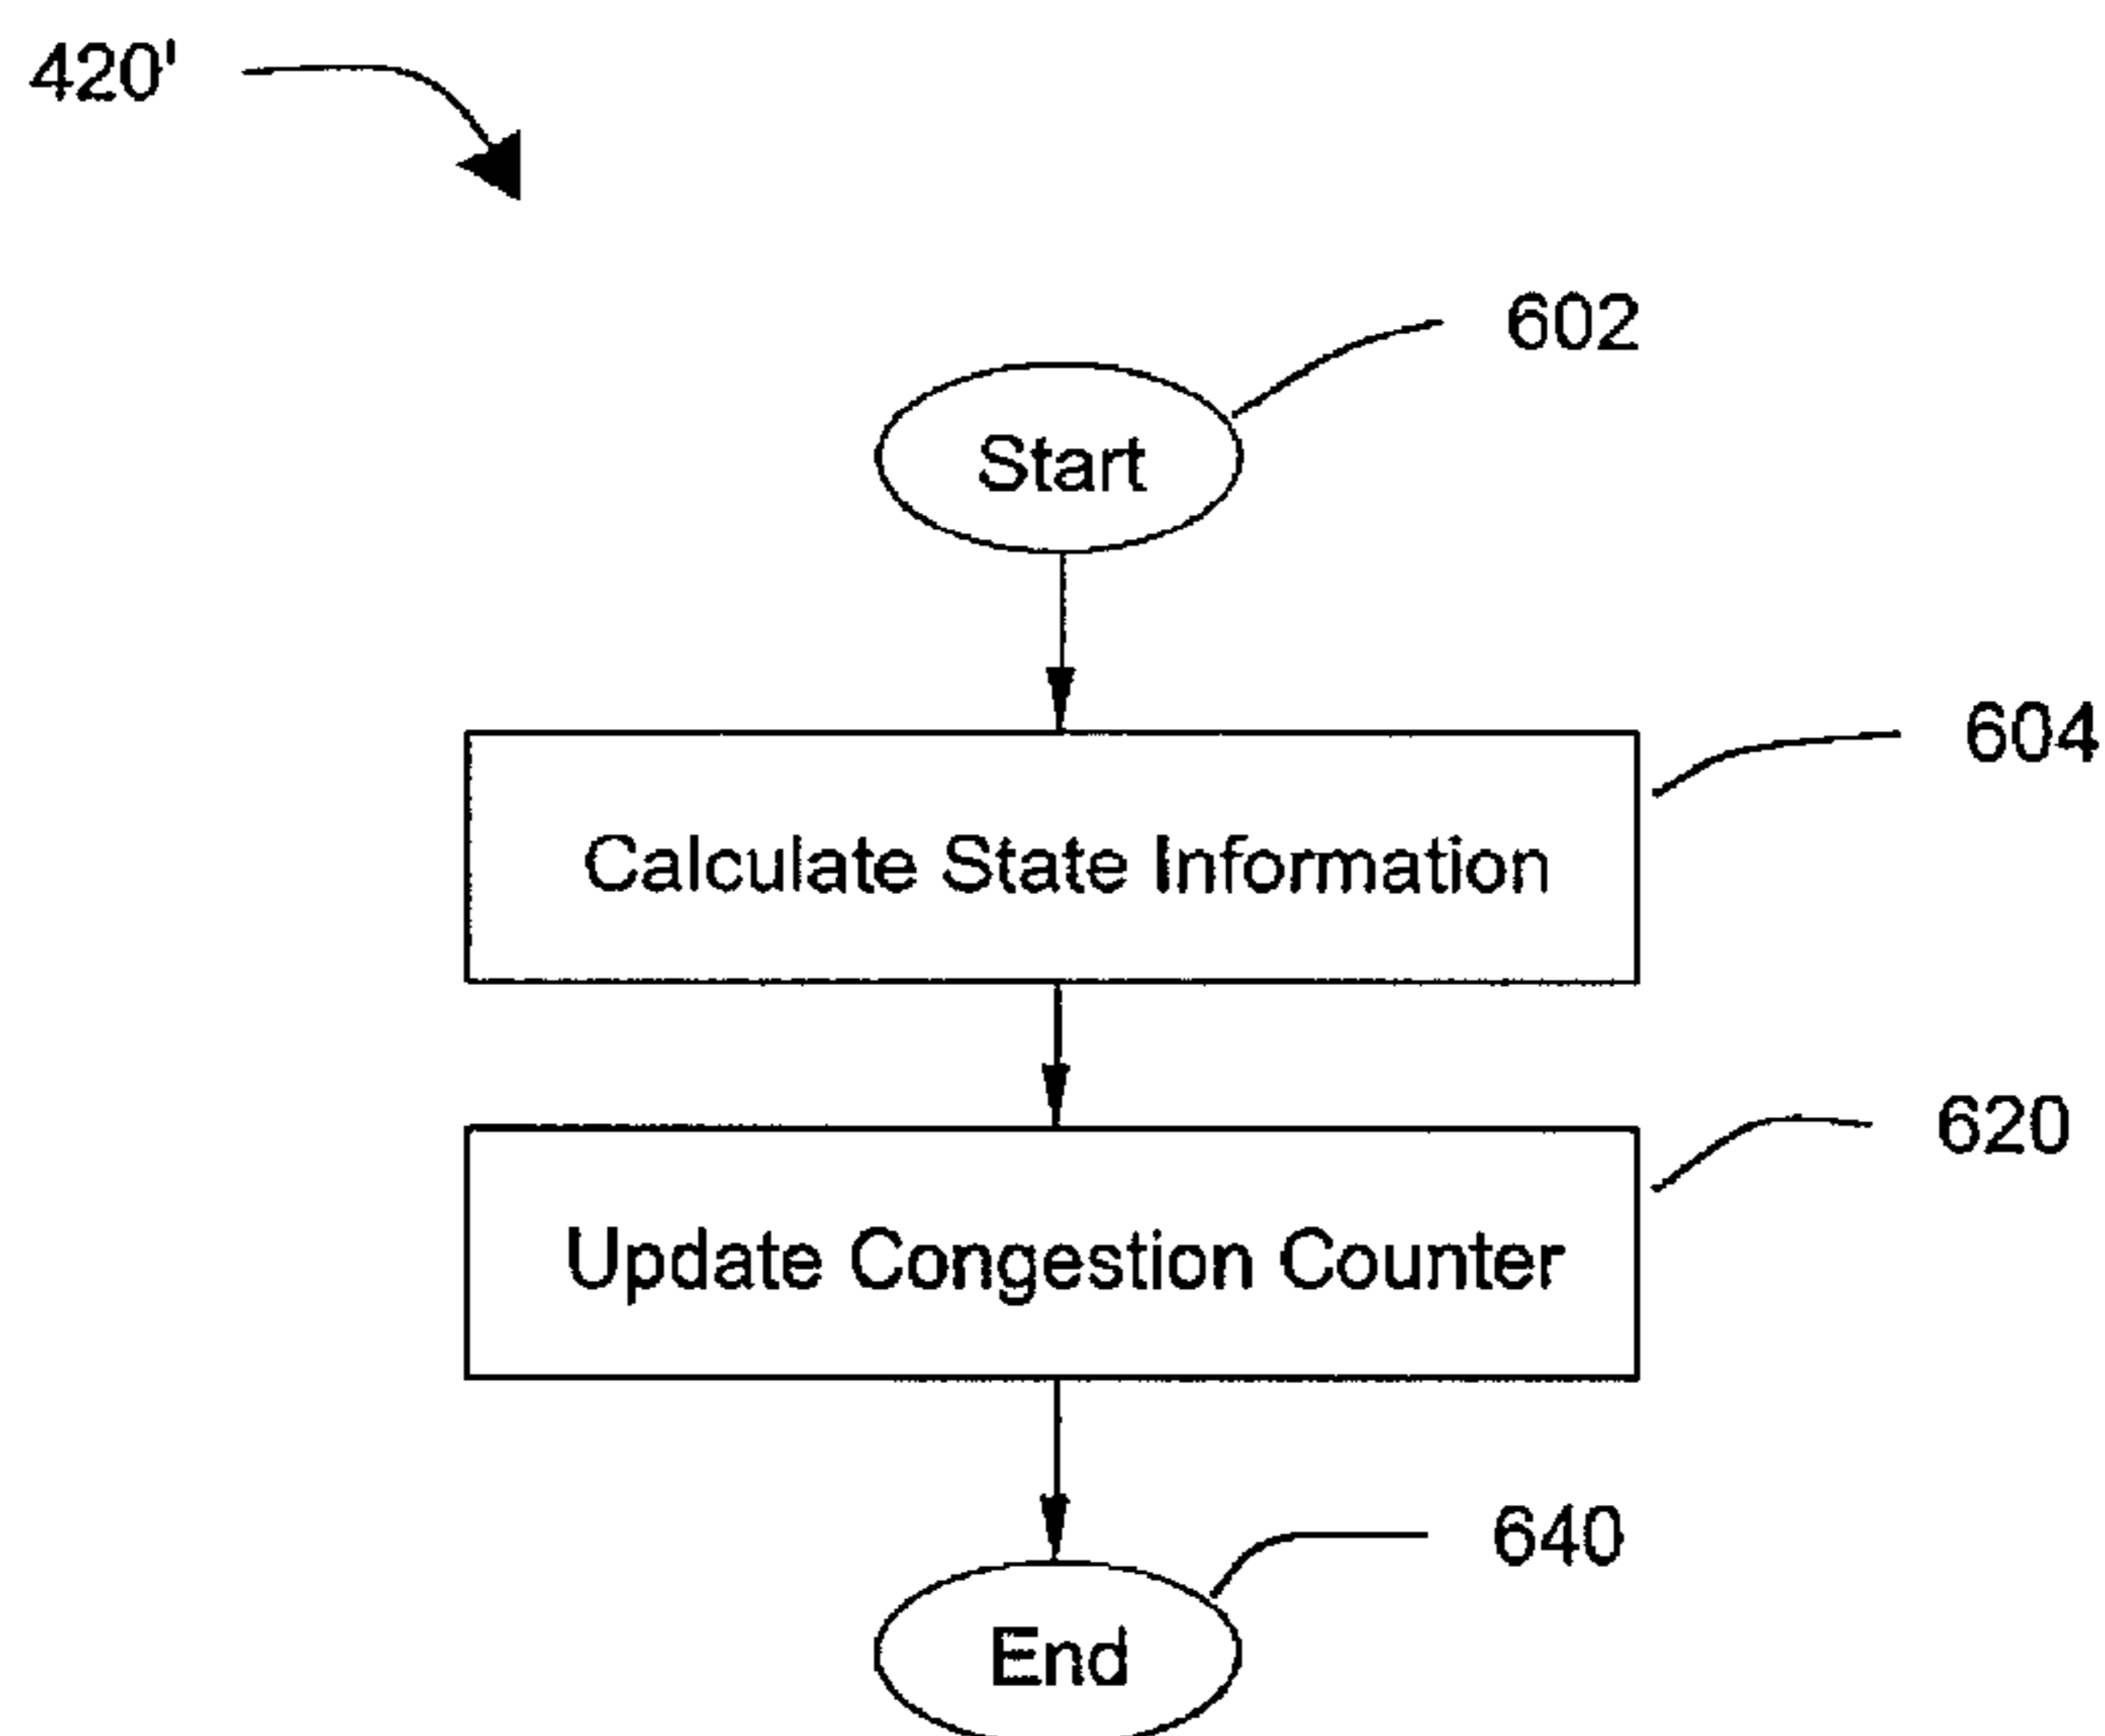 420'
602
Start
604
Calculate State Information
620
Update Congestion Counter
640
End